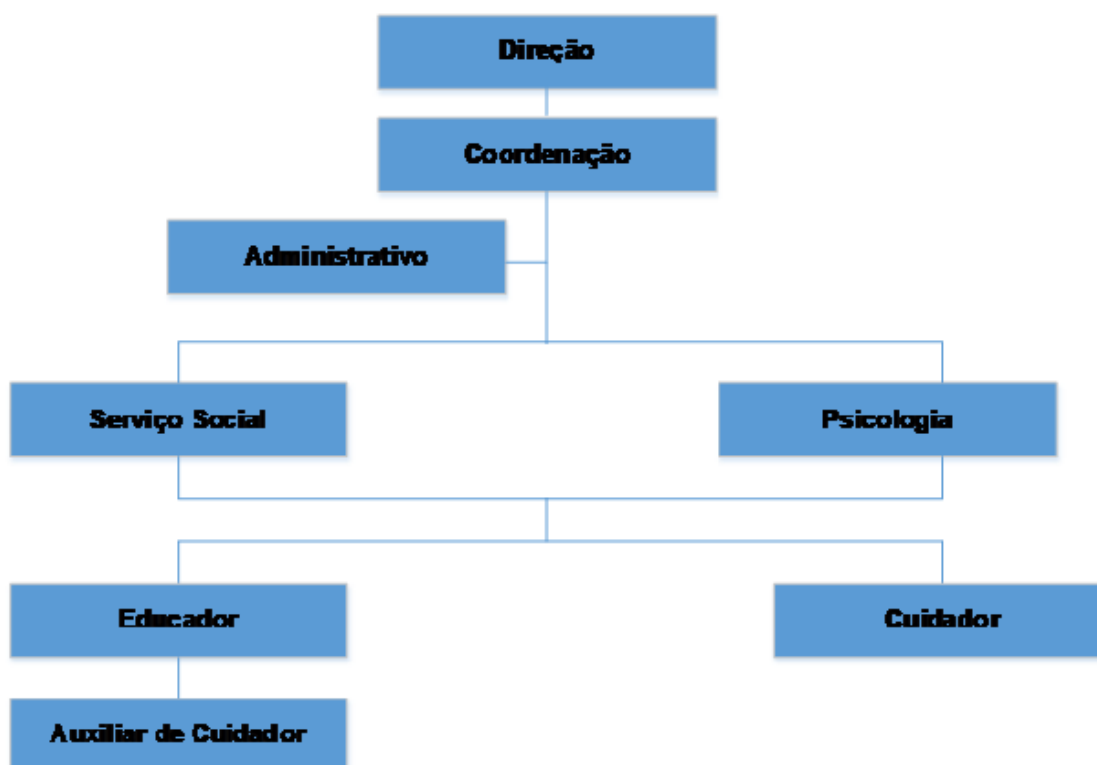 Direção
Coordenação
Administrativo
Serviço Social
Psicologia
Educador
Cuidador
Auxiliar de Cuidador